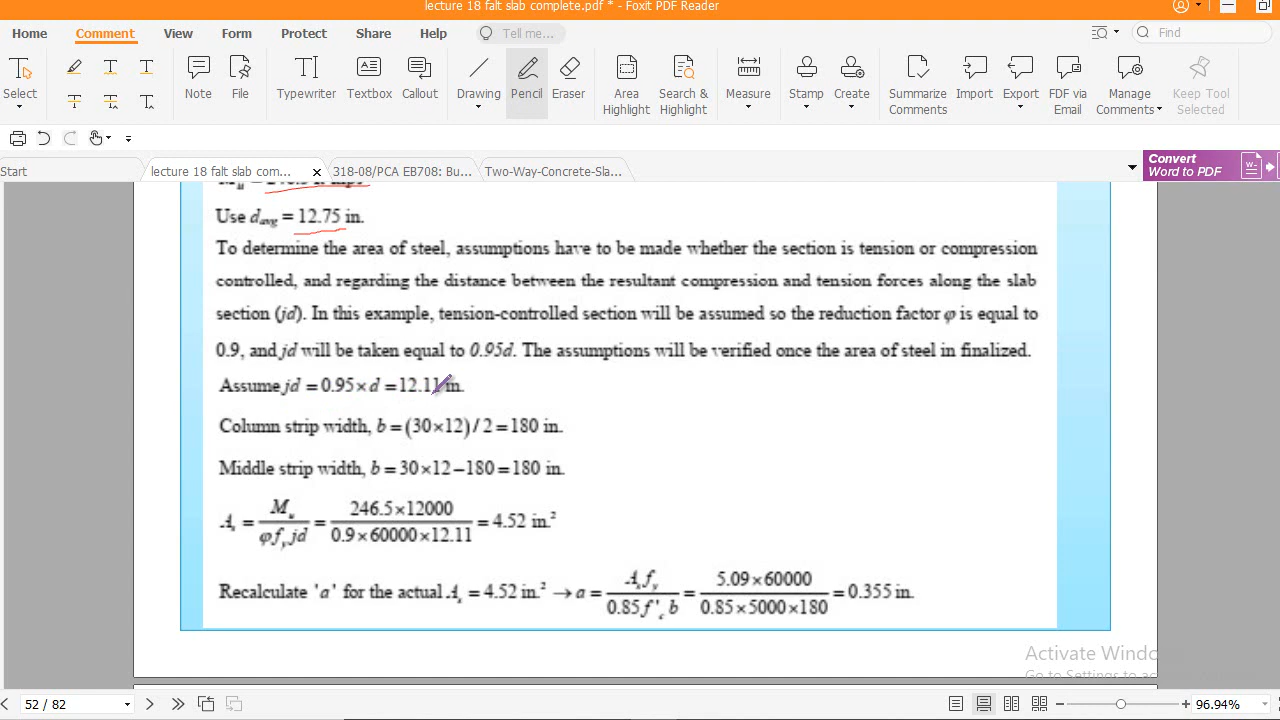 lecture 18 falt slab complete.pdf * - Foxit PDF Reader
Home Comment View Form Protect Share Help Tell me... Find
Select Note File Typewriter Textbox Callout Drawing Pencil Eraser Area Highlight Search & Highlight Measure Stamp Create Summarize Comments Import Export FDF via Email Manage Comments Keep Tool Selected
Start lecture 18 falt slab com... × 318-08/PCA EB708: Bu... Two-Way-Concrete-Sla... Convert Word to PDF
Use d_avg = 12.75 in.
To determine the area of steel, assumptions have to be made whether the section is tension or compression
controlled, and regarding the distance between the resultant compression and tension forces along the slab
section (jd). In this example, tension-controlled section will be assumed so the reduction factor φ is equal to
0.9, and jd will be taken equal to 0.95d. The assumptions will be verified once the area of steel in finalized.
Assume jd = 0.95 × d = 12.11 in.
Column strip width, b = (30×12)/2 = 180 in.
Middle strip width, b = 30×12−180 = 180 in.
A_s = M_u / φ f_y jd = 246.5×12000 / 0.9×60000×12.11 = 4.52 in.²
Recalculate 'a' for the actual A_s = 4.52 in.² → a = A_s f_y / 0.85 f'_c b = 5.09×60000 / 0.85×5000×180 = 0.355 in.
52 / 82 96.94%